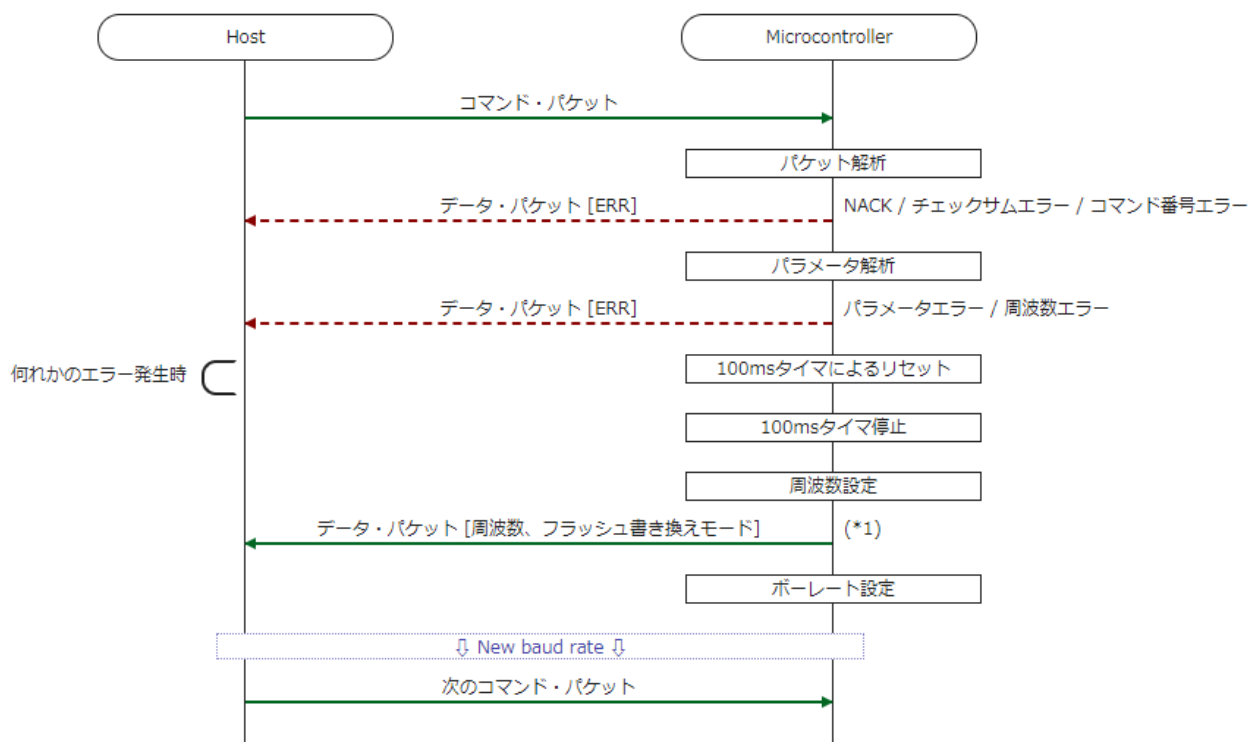 Host
Microcontroller
コマンド・パケット
パケット解析
データ・パケット [ERR]
NACK / チェックサムエラー / コマンド番号エラー
パラメータ解析
データ・パケット [ERR]
パラメータエラー / 周波数エラー
何れかのエラー発生時
100msタイマによるリセット
100msタイマ停止
周波数設定
データ・パケット [周波数、フラッシュ書き換えモード]
(*1)
ボーレート設定
⇩ New baud rate ⇩
次のコマンド・パケット